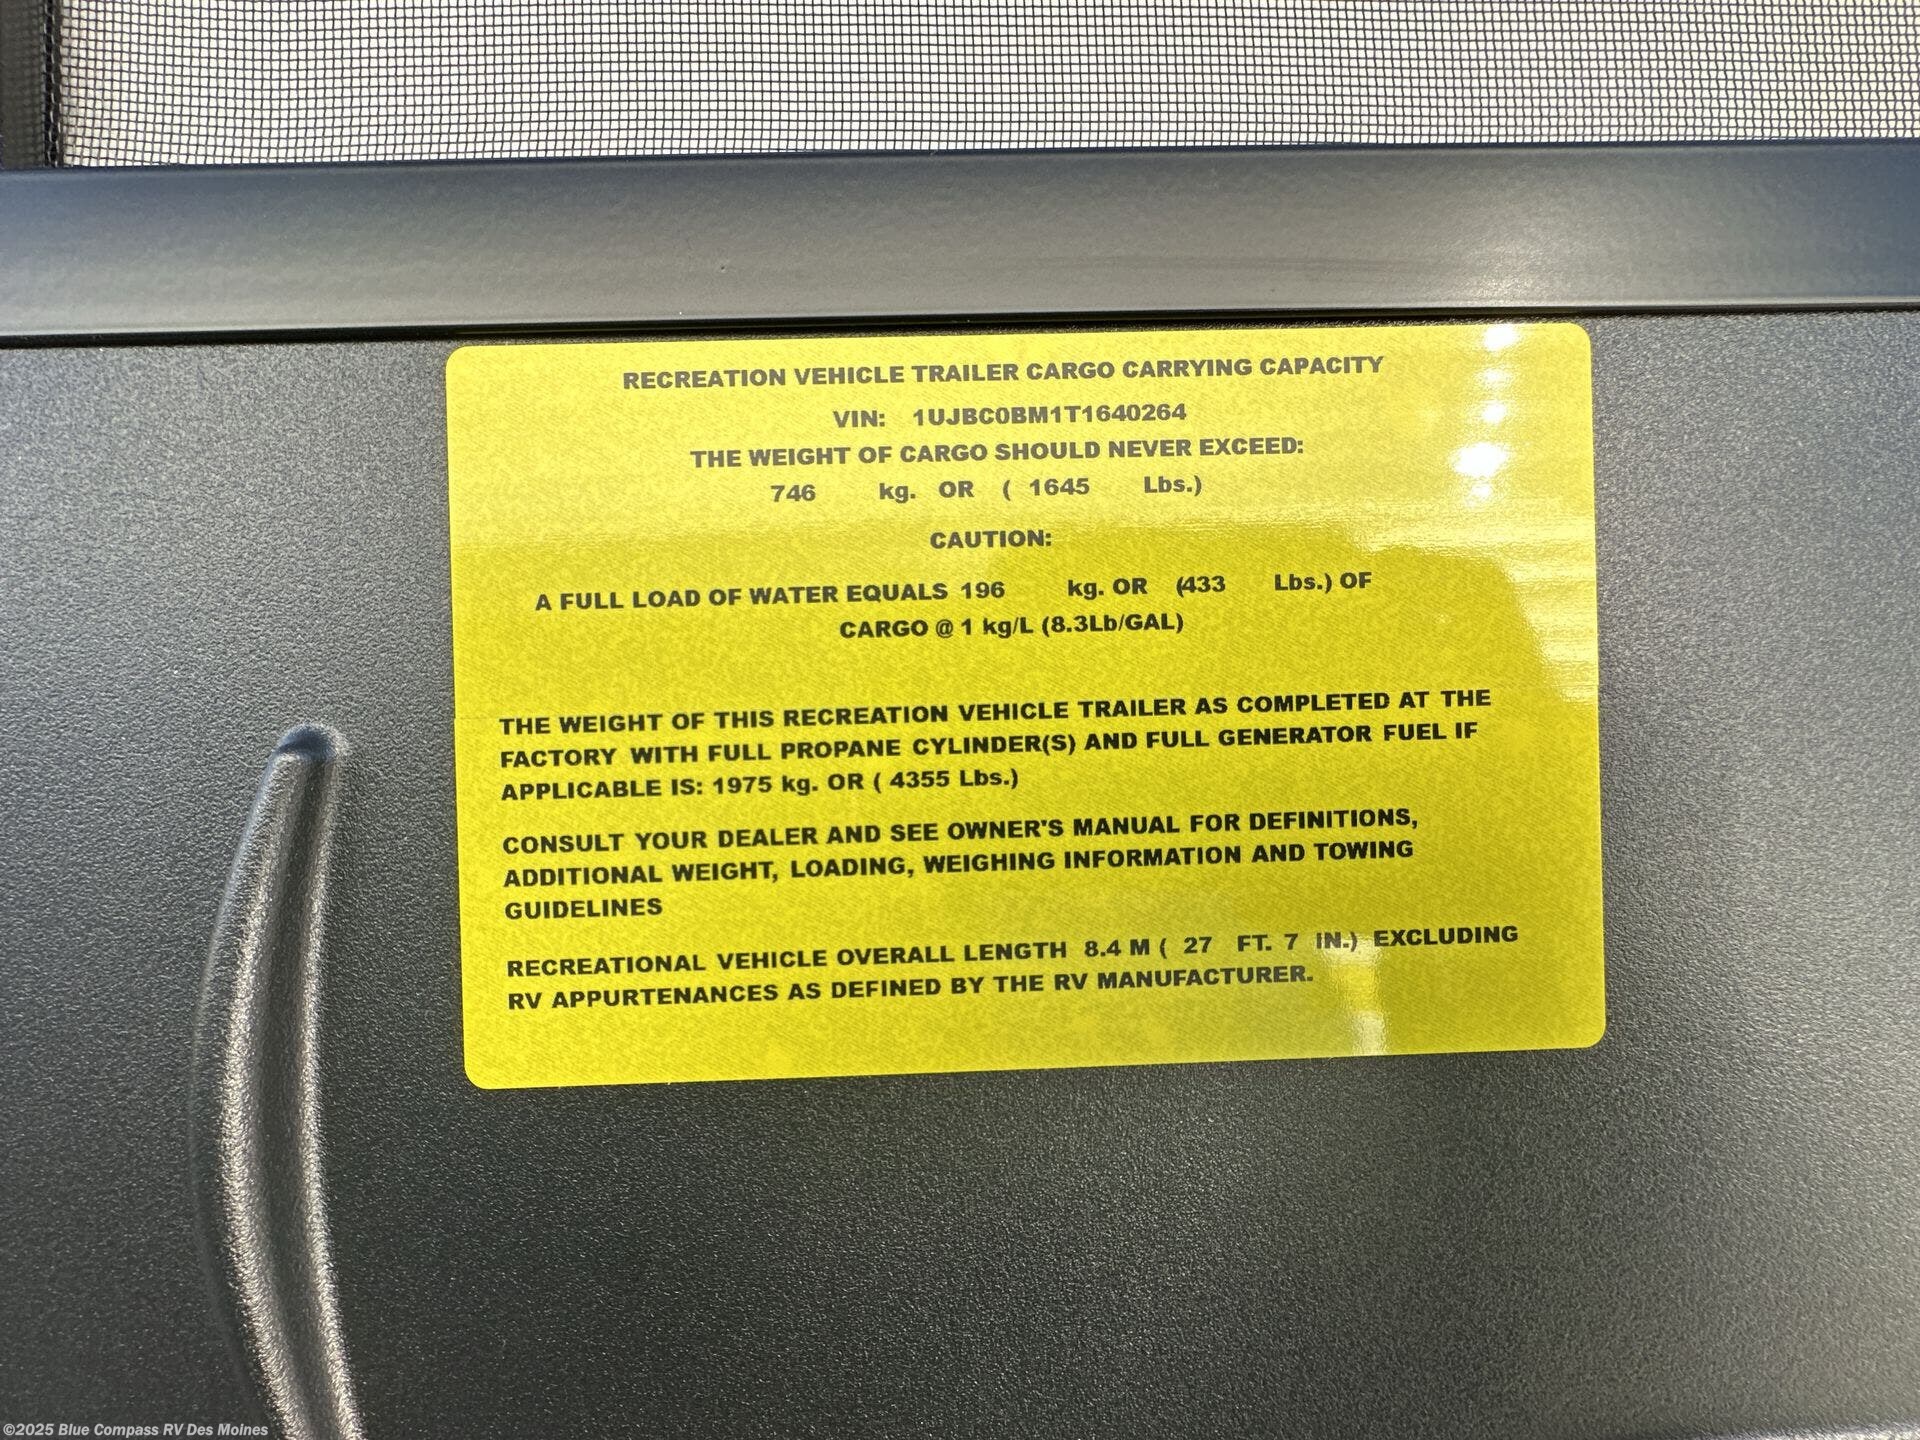 RECREATION VEHICLE TRAILER CARGO CARRYING CAPACITY
VIN: 1UJBC0BM1T1640264
THE WEIGHT OF CARGO SHOULD NEVER EXCEED:
746 kg. OR ( 1645 Lbs.)
CAUTION:
A FULL LOAD OF WATER EQUALS 196 kg. OR (433 Lbs.) OF
CARGO @ 1 kg/L (8.3Lb/GAL)
THE WEIGHT OF THIS RECREATION VEHICLE TRAILER AS COMPLETED AT THE
FACTORY WITH FULL PROPANE CYLINDER(S) AND FULL GENERATOR FUEL IF
APPLICABLE IS: 1975 kg. OR ( 4355 Lbs.)
CONSULT YOUR DEALER AND SEE OWNER'S MANUAL FOR DEFINITIONS,
ADDITIONAL WEIGHT, LOADING, WEIGHING INFORMATION AND TOWING
GUIDELINES
RECREATIONAL VEHICLE OVERALL LENGTH 8.4 M ( 27 FT. 7 IN.) EXCLUDING
RV APPURTENANCES AS DEFINED BY THE RV MANUFACTURER.
©2025 Blue Compass RV Des Moines